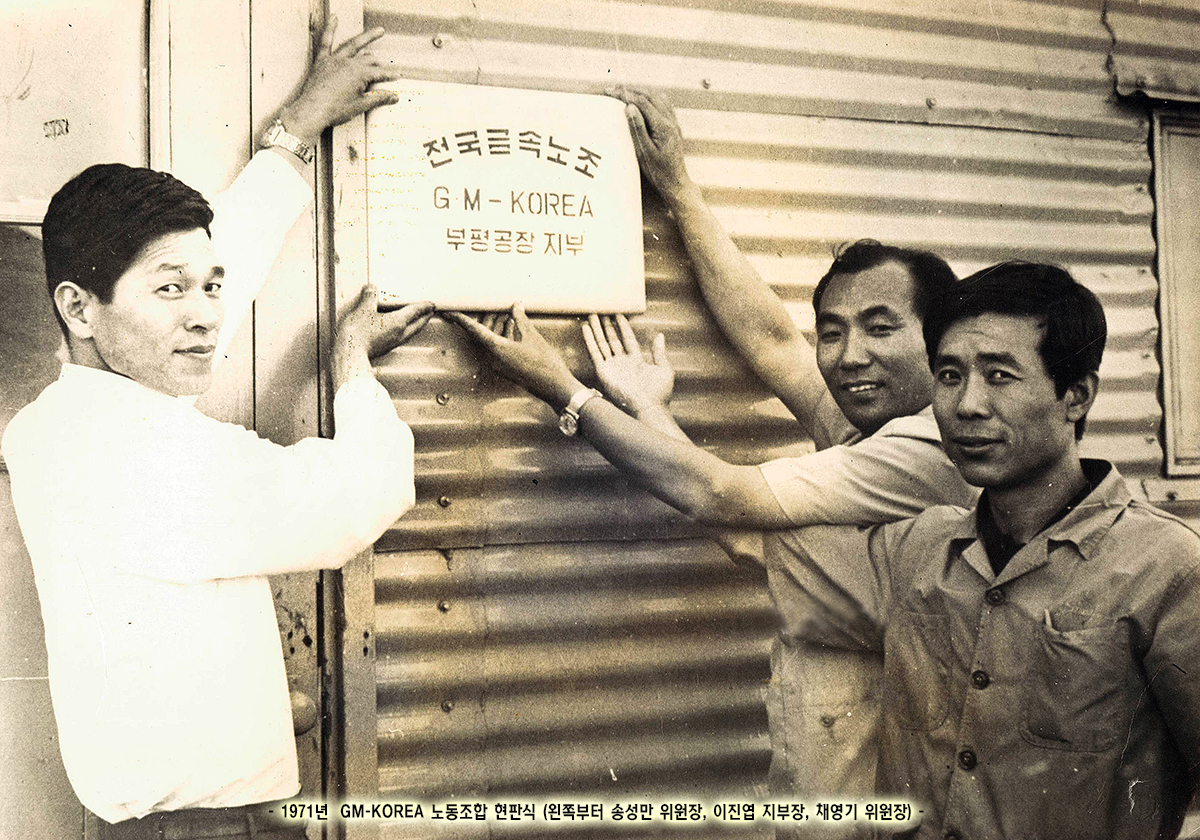 전국금속노조
G M - KOREA
부평공장 지부
- 1971년 GM-KOREA 노동조합 현판식 (왼쪽부터 송성만 위원장, 이진엽 지부장, 채영기 위원장) -